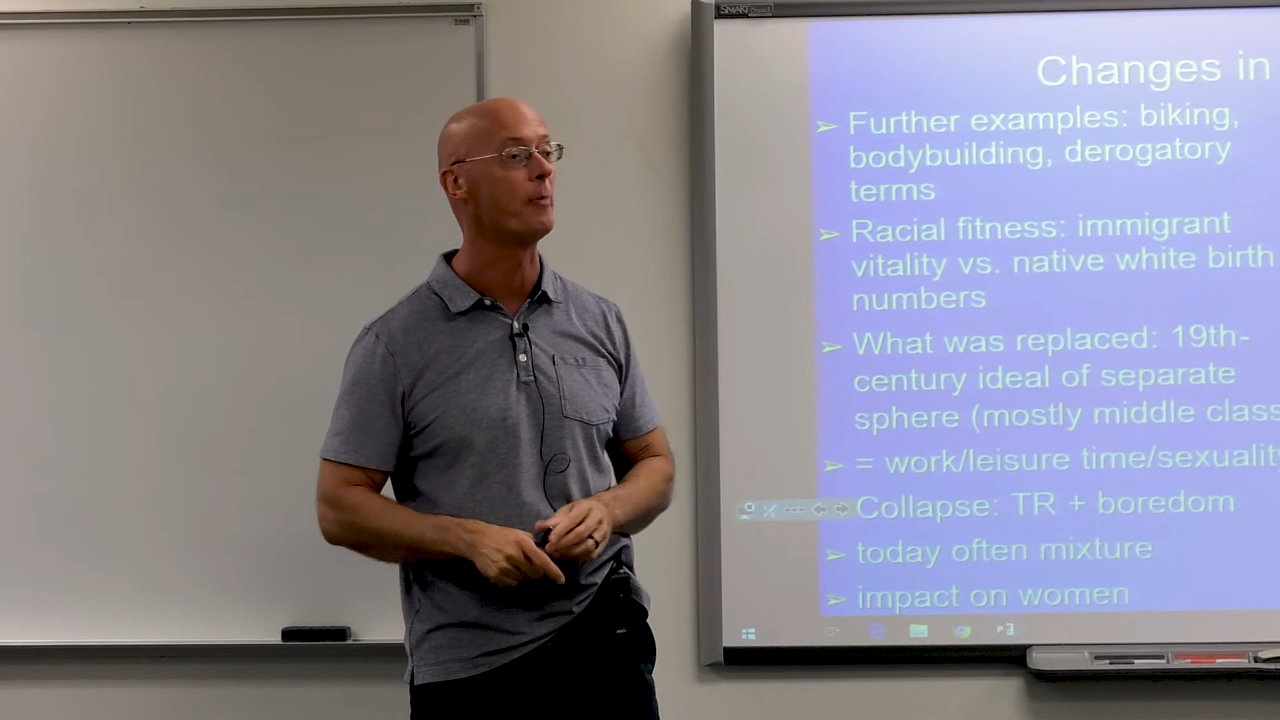 SMART Board
Changes in
➢ Further examples: biking,
bodybuilding, derogatory
terms
➢ Racial fitness: immigrant
vitality vs. native white birth
numbers
➢ What was replaced: 19th-
century ideal of separate
sphere (mostly middle class
➢ = work/leisure time/sexuality
Collapse: TR + boredom
➢ today often mixture
➢ impact on women